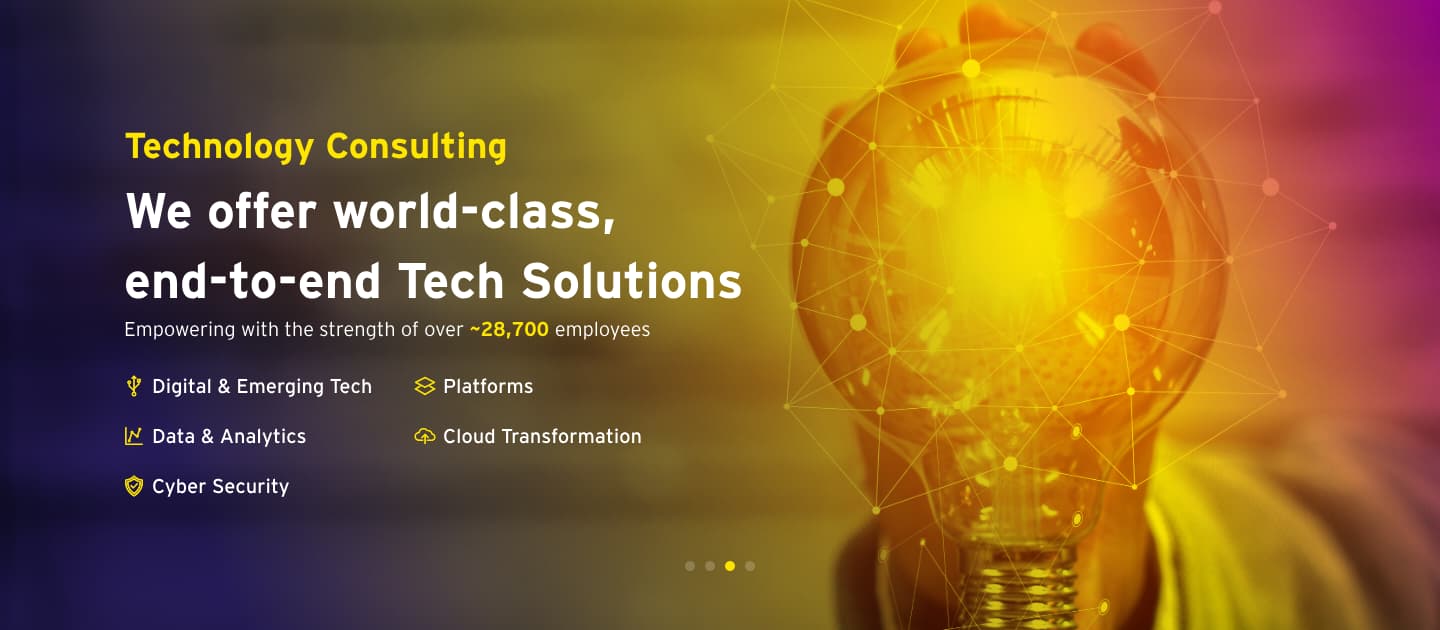 Technology Consulting
We offer world-class,
end-to-end Tech Solutions
Empowering with the strength of over ~28,700 employees
Digital & Emerging Tech
Platforms
Data & Analytics
Cloud Transformation
Cyber Security